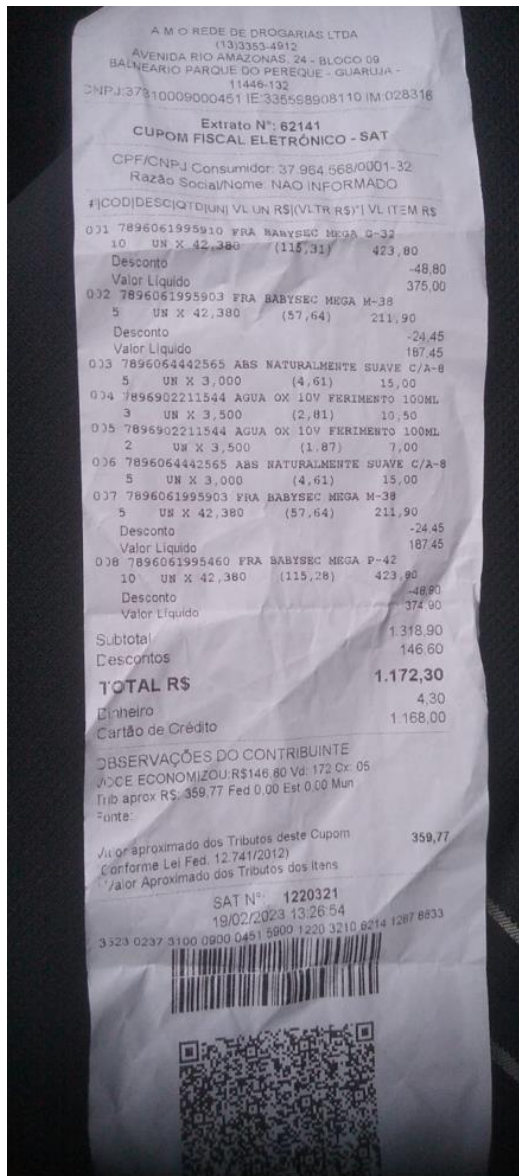 A M O REDE DE DROGARIAS LTDA
(13)3353-4912
AVENIDA RIO AMAZONAS, 24 - BLOCO 09
BALNEARIO PARQUE DO PEREQUE - GUARUJA -
11446-132
CNPJ:37310009000451 IE:335598908110 IM:028316
Extrato N°: 62141
CUPOM FISCAL ELETRÔNICO - SAT
CPF/CNPJ Consumidor: 37.964.568/0001-32
Razão Social/Nome: NAO INFORMADO
#|COD|DESC|QTD|UN| VL UN R$|(VLTR R$)*| VL ITEM R$
001 7896061995910 FRA BABYSEC MEGA G-32
10 UN X 42,380 (115,31) 423,80
Desconto -48,80
Valor Líquido 375,00
002 7896061995903 FRA BABYSEC MEGA M-38
5 UN X 42,380 (57,64) 211,90
Desconto -24,45
Valor Líquido 187,45
003 7896064442565 ABS NATURALMENTE SUAVE C/A-8
5 UN X 3,000 (4,61) 15,00
004 7896902211544 AGUA OX 10V FERIMENTO 100ML
3 UN X 3,500 (2,81) 10,50
005 7896902211544 AGUA OX 10V FERIMENTO 100ML
2 UN X 3,500 (1.87) 7,00
006 7896064442565 ABS NATURALMENTE SUAVE C/A-8
5 UN X 3,000 (4,61) 15,00
007 7896061995903 FRA BABYSEC MEGA M-38
5 UN X 42,380 (57,64) 211,90
Desconto -24,45
Valor Líquido 187,45
008 7896061995460 FRA BABYSEC MEGA P-42
10 UN X 42,380 (115,28) 423,80
Desconto -48,90
Valor Líquido 374,90
Subtotal 1.318,90
Descontos 146,60
TOTAL R$ 1.172,30
Dinheiro 4,30
Cartão de Crédito 1.168,00
OBSERVAÇÕES DO CONTRIBUINTE
VOCE ECONOMIZOU:R$146,60 Vd: 172 Cx: 05
Trib aprox R$: 359,77 Fed 0,00 Est 0,00 Mun
Fonte:
Valor aproximado dos Tributos deste Cupom 359,77
Conforme Lei Fed. 12.741/2012)
*Valor Aproximado dos Tributos dos Itens
SAT N°: 1220321
19/02/2023 13:26:54
3523 0237 3100 0900 0451 5900 1220 3210 6214 1267 6833